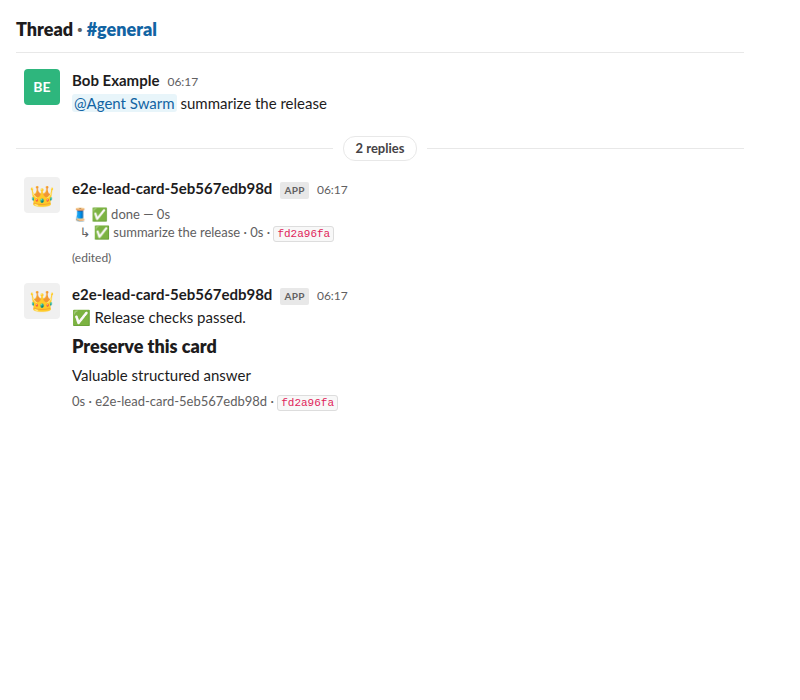 Thread • #general
BE
Bob Example 06:17
@Agent Swarm summarize the release
2 replies
e2e-lead-card-5eb567edb98d APP 06:17
🧵 ✅ done — 0s
↳ ✅ summarize the release · 0s · fd2a96fa
(edited)
e2e-lead-card-5eb567edb98d APP 06:17
✅ Release checks passed.
Preserve this card
Valuable structured answer
0s · e2e-lead-card-5eb567edb98d · fd2a96fa